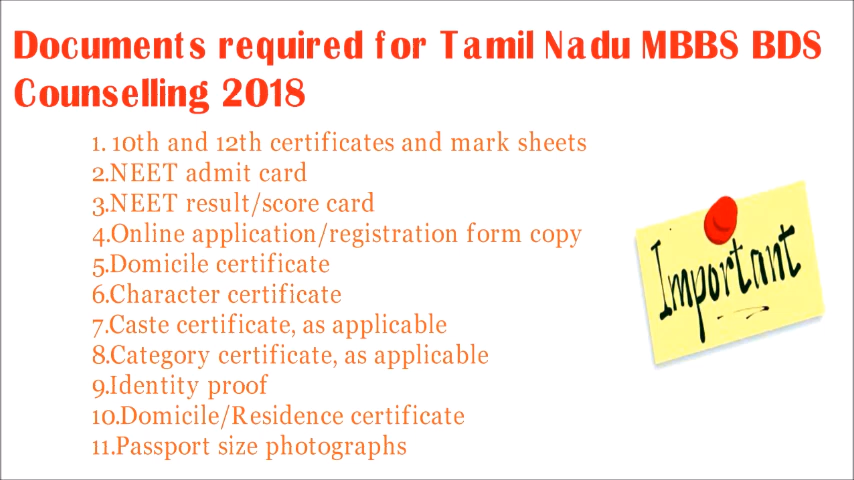 Documents required for Tamil Nadu MBBS BDS
Counselling 2018
1. 10th and 12th certificates and mark sheets
2.NEET admit card
3.NEET result/score card
4.Online application/registration form copy
5.Domicile certificate
6.Character certificate
7.Caste certificate, as applicable
8.Category certificate, as applicable
9.Identity proof
10.Domicile/Residence certificate
11.Passport size photographs
Important